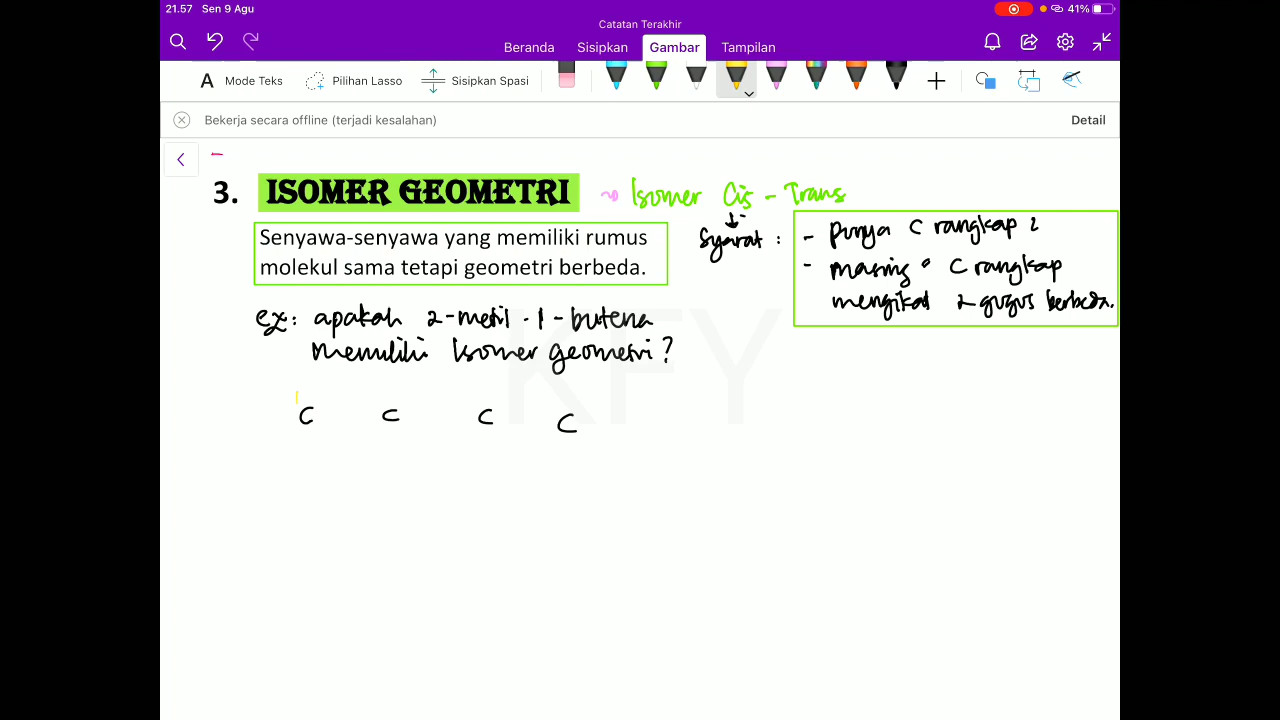 21.57 Sen 9 Agu
41%
Catatan Terakhir
Beranda Sisipkan Gambar Tampilan
A Mode Teks Pilihan Lasso Sisipkan Spasi
Bekerja secara offline (terjadi kesalahan) Detail
3. ISOMER GEOMETRI Isomer Cis - Trans
Senyawa-senyawa yang memiliki rumus
molekul sama tetapi geometri berbeda.
Syarat :
- punya C rangkap 2
- masing" C rangkap
mengikat 2 gugus berbeda.
ex: apakah 2-metil-1-butena
memiliki Isomer geometri?
C C C C
KFY